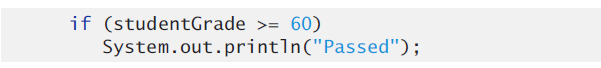 if (studentGrade >= 60)
System.out.println("Passed");